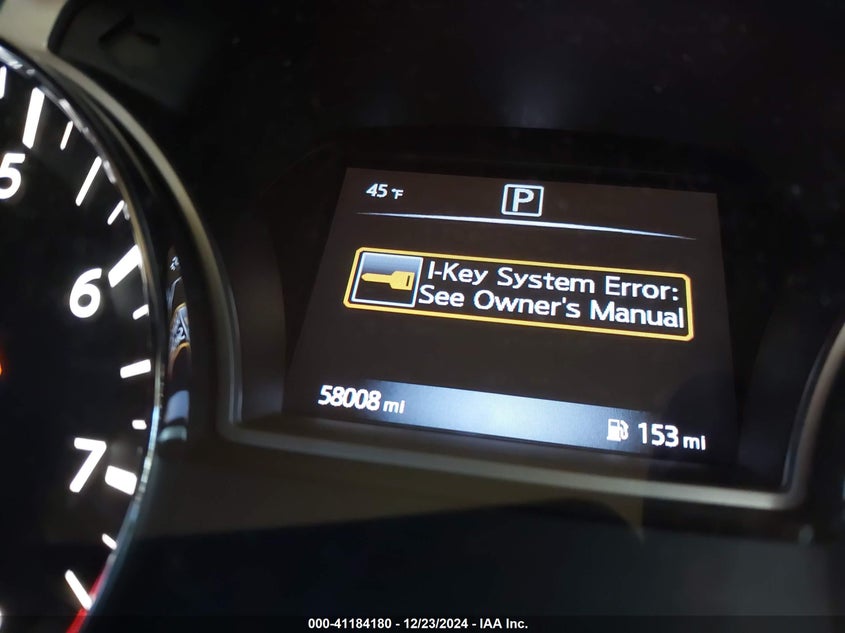 5
6
7
45 °F
P
I-Key System Error:
See Owner's Manual
58008 mi
153 mi
000-41184180 - 12/23/2024 - IAA Inc.